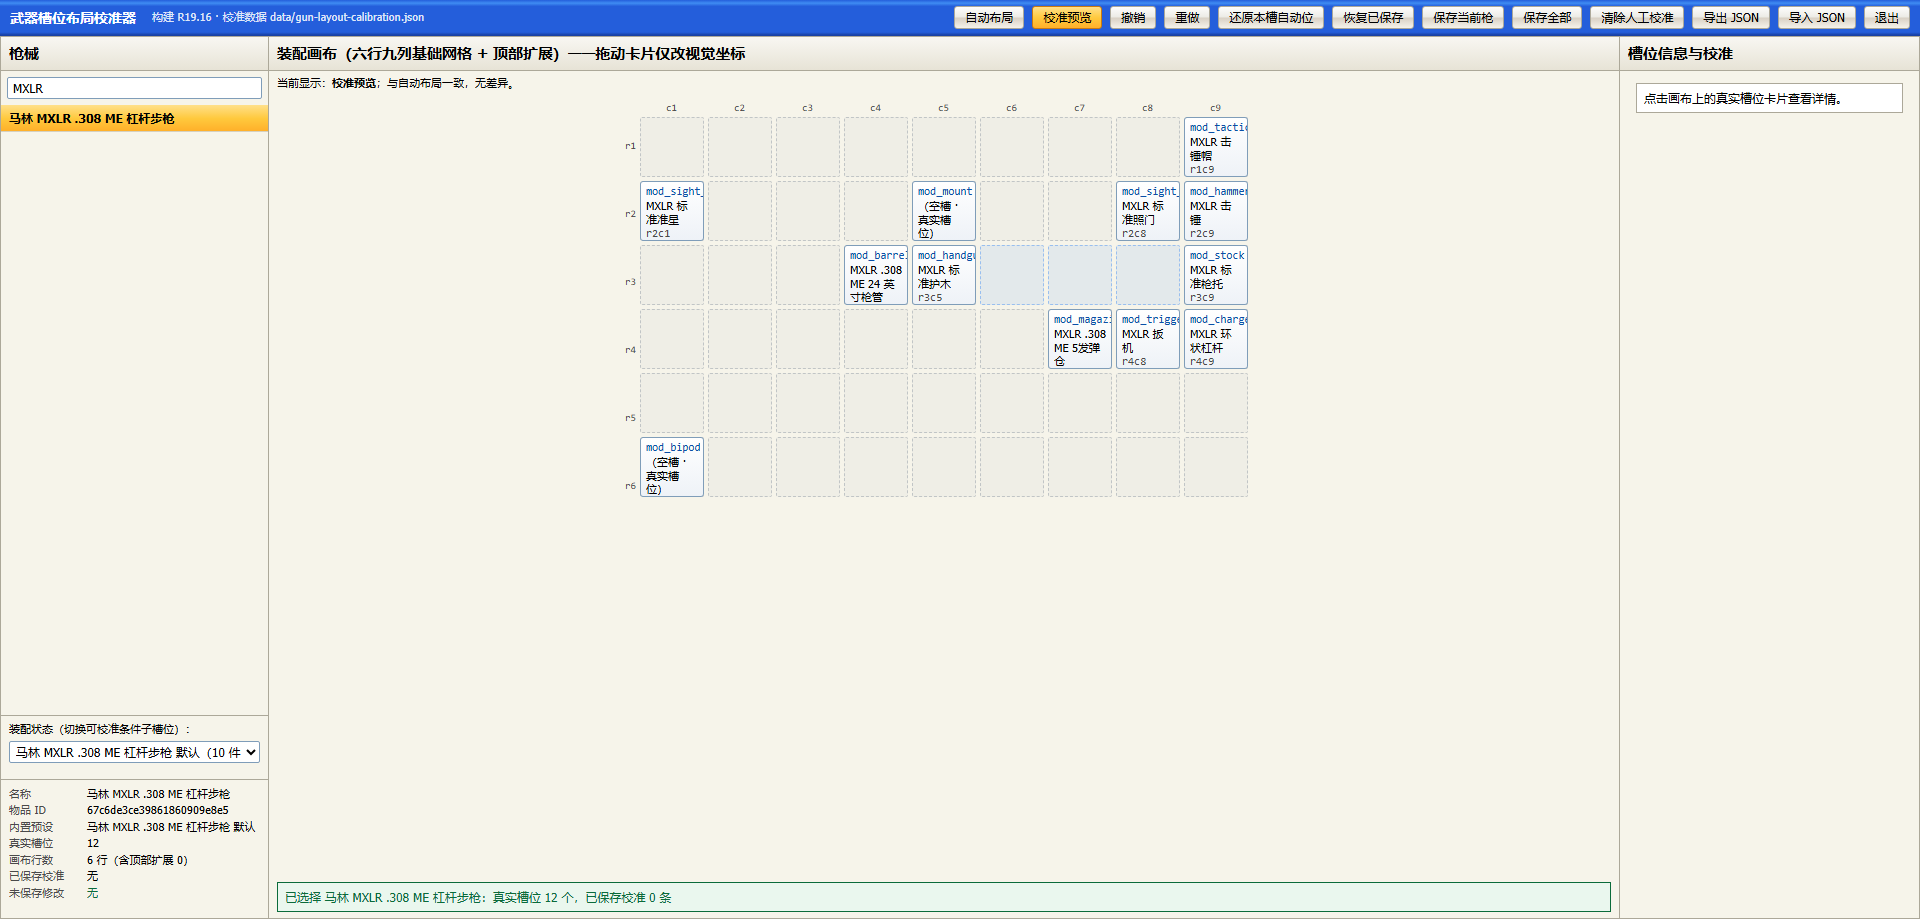 武器槽位布局校准器 构建 R19.16 · 校准数据 data/gun-layout-calibration.json
自动布局 校准预览 撤销 重做 还原本槽自动位 恢复已保存 保存当前枪 保存全部 清除人工校准 导出 JSON 导入 JSON 退出
枪械
MXLR
马林 MXLR .308 ME 杠杆步枪
装配状态（切换可校准条件子槽位）：
马林 MXLR .308 ME 杠杆步枪 默认（10 件
名称 马林 MXLR .308 ME 杠杆步枪
物品 ID 67c6de3ce39861860909e8e5
内置预设 马林 MXLR .308 ME 杠杆步枪 默认
真实槽位 12
画布行数 6 行（含顶部扩展 0）
已保存校准 无
未保存修改 无
装配画布（六行九列基础网格 + 顶部扩展）——拖动卡片仅改视觉坐标
当前显示：校准预览；与自动布局一致，无差异。
c1 c2 c3 c4 c5 c6 c7 c8 c9
r1
mod_tactic
MXLR 击
锤帽
r1c9
r2
mod_sight_
MXLR 标
准准星
r2c1
mod_mount
（空槽 ·
真实槽
位）
mod_sight_
MXLR 标
准照门
r2c8
mod_hammer
MXLR 击
锤
r2c9
r3
mod_barre
MXLR .308
ME 24 英
寸枪管
mod_handgu
MXLR 标
准护木
r3c5
mod_stock
MXLR 标
准枪托
r3c9
r4
mod_magazi
MXLR .308
ME 5发弹
仓
mod_trigge
MXLR 扳
机
r4c8
mod_charge
MXLR 环
状杠杆
r4c9
r5
r6
mod_bipod
（空槽 ·
真实槽
位）
已选择 马林 MXLR .308 ME 杠杆步枪：真实槽位 12 个，已保存校准 0 条
槽位信息与校准
点击画布上的真实槽位卡片查看详情。